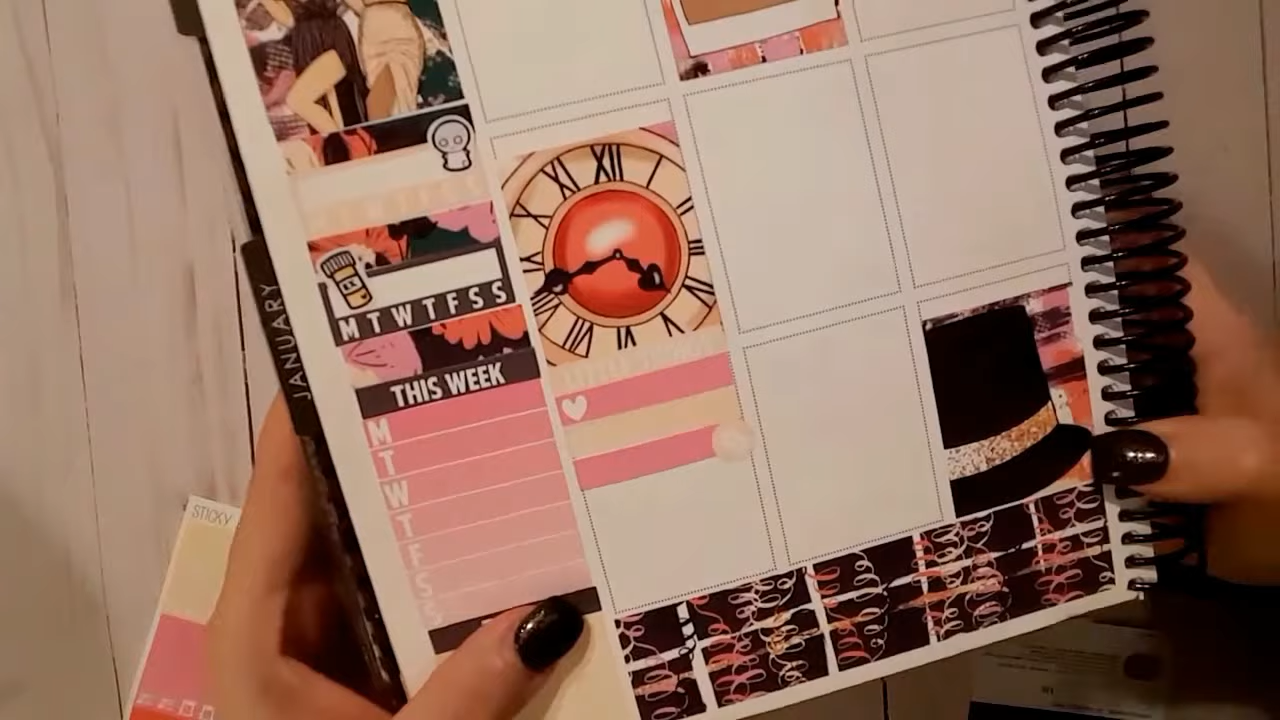 M T W T F S S
JANUARY
THIS WEEK
M
T
W
T
F
S
S
STICKY